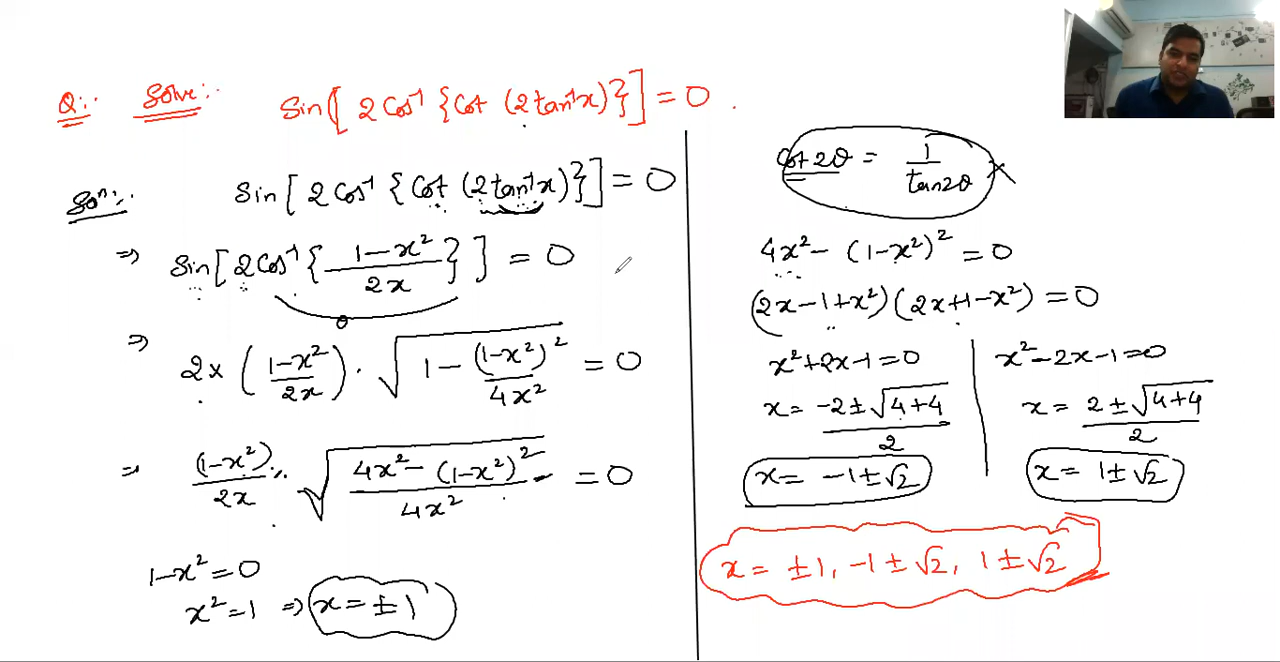 Q:- Solve:- Sin[2Cos⁻¹{Cot(2tan⁻¹x)}] = 0.
Solⁿ:- Sin[2Cos⁻¹{Cot(2tan⁻¹x)}] = 0
⇒ Sin[2Cos⁻¹{(1-x²)/2x}] = 0
θ
⇒ 2×((1-x²)/2x)·√(1-(1-x²)²/4x²) = 0
⇒ (1-x²)/2x · √((4x²-(1-x²)²)/4x²) = 0
1-x² = 0
x² = 1 ⇒ x = ±1
Cot2θ = 1/tan2θ ×
4x² - (1-x²)² = 0
(2x-1+x²)(2x+1-x²) = 0
x²+2x-1=0
x = (-2±√(4+4))/2
x = -1±√2
x²-2x-1=0
x = (2±√(4+4))/2
x = 1±√2
x = ±1, -1±√2, 1±√2